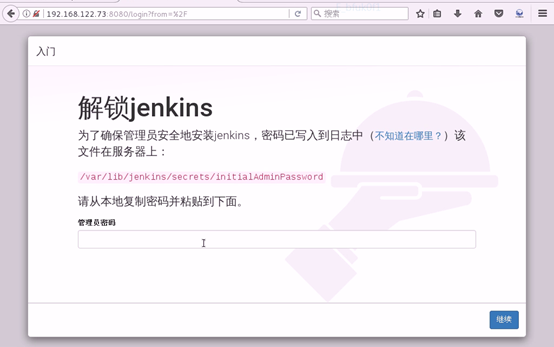 192.168.122.73:8080/login?from=%2F
搜索
入门
解锁jenkins
为了确保管理员安全地安装jenkins，密码已写入到日志中（不知道在哪里？）该
文件在服务器上：
/var/lib/jenkins/secrets/initialAdminPassword
请从本地复制密码并粘贴到下面。
管理员密码
继续